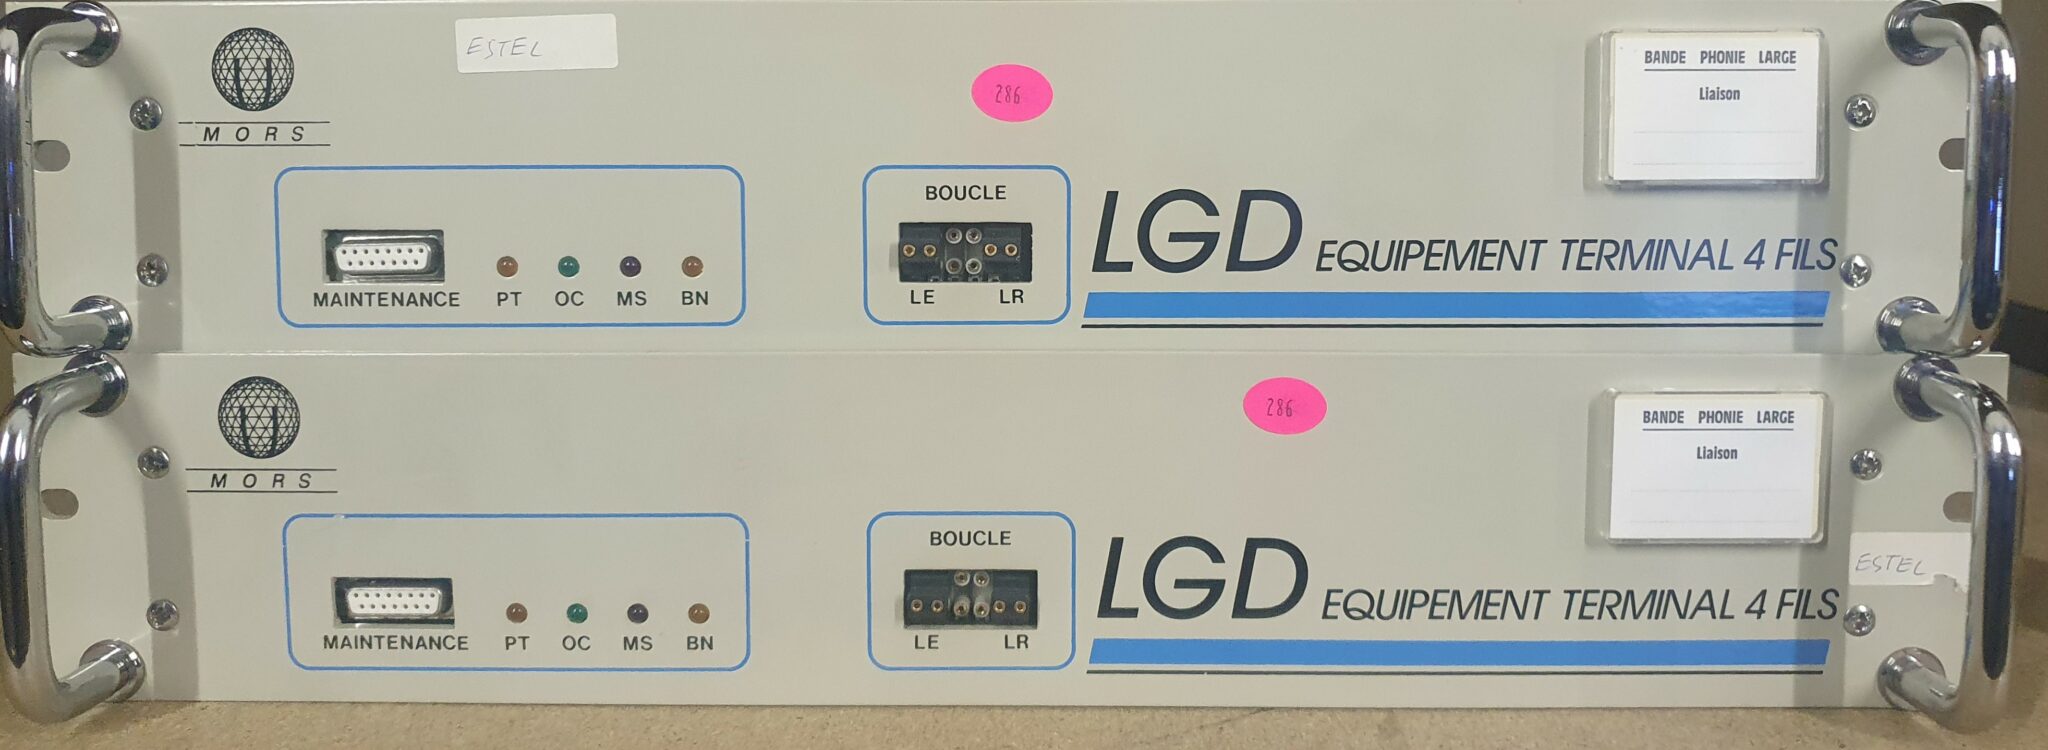 ESTEL
MORS
286
BANDE PHONIE LARGE
Liaison
BOUCLE
LGD EQUIPEMENT TERMINAL 4 FILS
MAINTENANCE PT OC MS BN
LE LR
MORS
286
BANDE PHONIE LARGE
Liaison
BOUCLE
LGD EQUIPEMENT TERMINAL 4 FILS
ESTEL
MAINTENANCE PT OC MS BN
LE LR